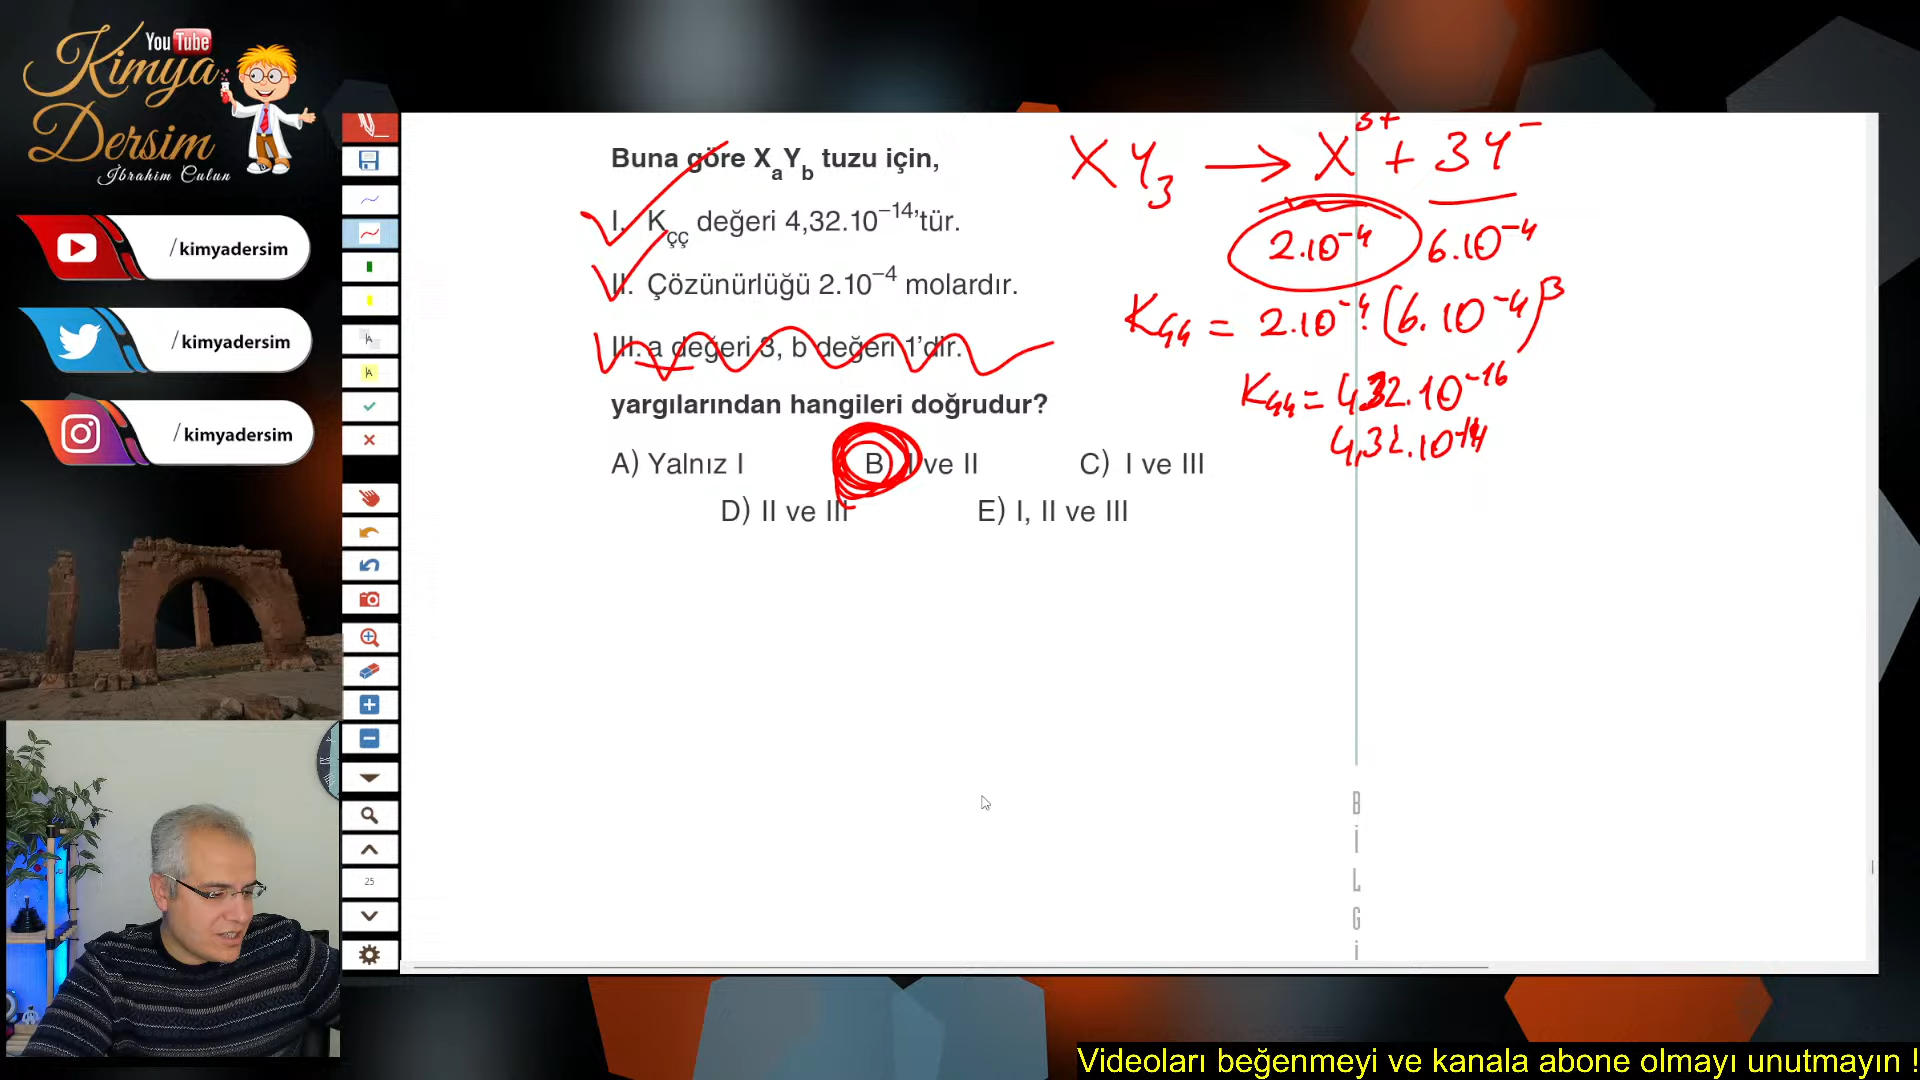 YouTube
Kimya
Dersim
İbrahim Culun
/kimyadersim
/kimyadersim
/kimyadersim
Buna göre XaYb tuzu için,
I. Kçç değeri 4,32.10⁻¹⁴'tür.
II. Çözünürlüğü 2.10⁻⁴ molardır.
III. a değeri 3, b değeri 1'dir.
yargılarından hangileri doğrudur?
A) Yalnız I
B) I ve II
C) I ve III
D) II ve III
E) I, II ve III
XY₃ → X³⁺ + 3Y⁻
2.10⁻⁴ 6.10⁻⁴
Kçç = 2.10⁻⁴.(6.10⁻⁴)³
Kçç = 432.10⁻¹⁶
4,32.10⁻¹⁴
25
BİLGİ
Videoları beğenmeyi ve kanala abone olmayı unutmayın !